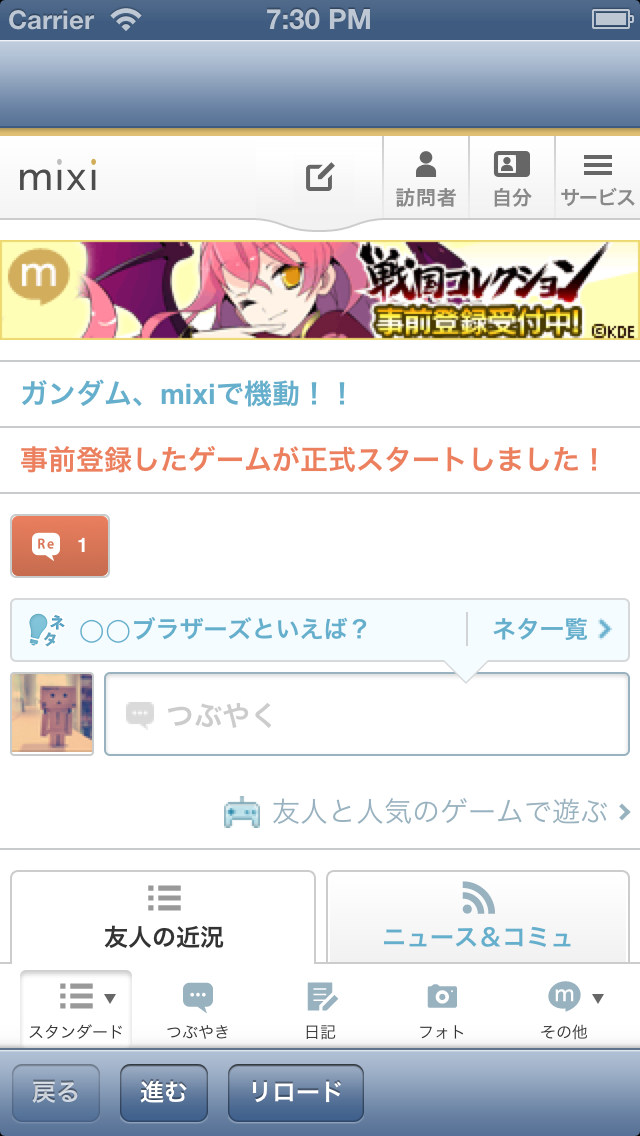 Carrier 7:30 PM
mixi
訪問者
自分
サービス
m
戦国コレクション
事前登録受付中!
©KDE
ガンダム、mixiで機動！！
事前登録したゲームが正式スタートしました！
Re 1
ネタ
○○ブラザーズといえば？
ネタ一覧
つぶやく
友人と人気のゲームで遊ぶ
友人の近況
ニュース＆コミュ
スタンダード
つぶやき
日記
フォト
m
その他
戻る
進む
リロード